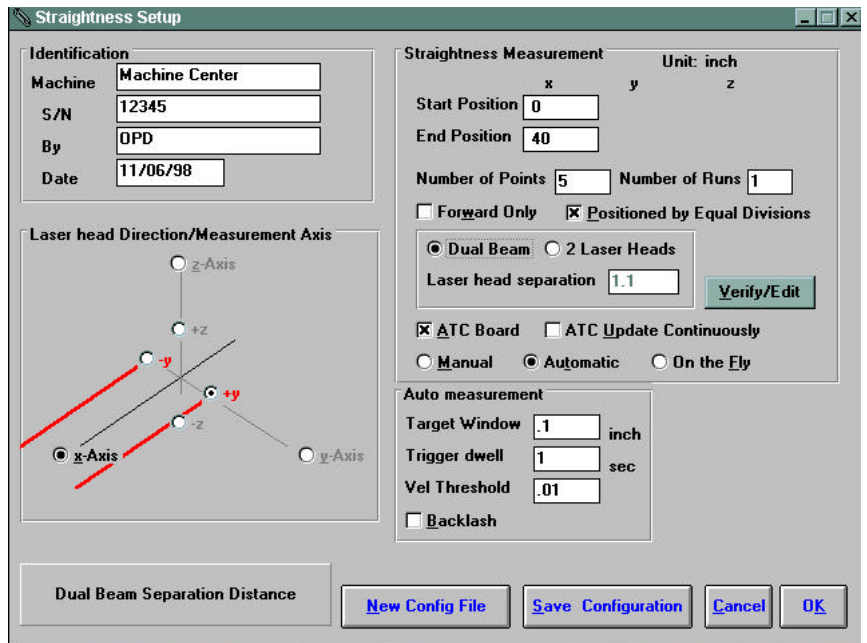 Straightness Setup
Identification
Machine Machine Center
S/N 12345
By OPD
Date 11/06/98
Laser head Direction/Measurement Axis
z-Axis
+z
-y
+y
-z
x-Axis
y-Axis
Straightness Measurement
Unit: inch
x y z
Start Position 0
End Position 40
Number of Points 5 Number of Runs 1
Forward Only Positioned by Equal Divisions
Dual Beam 2 Laser Heads
Laser head separation 1.1
Verify/Edit
ATC Board ATC Update Continuously
Manual Automatic On the Fly
Auto measurement
Target Window .1 inch
Trigger dwell 1 sec
Vel Threshold .01
Backlash
Dual Beam Separation Distance
New Config File Save Configuration Cancel OK